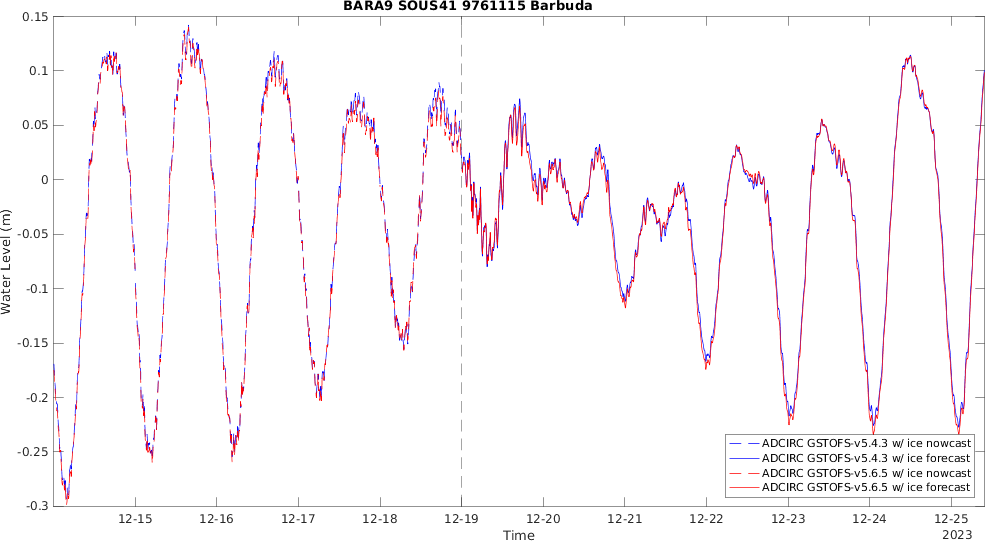 BARA9 SOUS41 9761115 Barbuda
0.15
0.1
0.05
0
-0.05
-0.1
-0.15
-0.2
-0.25
-0.3
Water Level (m)
12-15 12-16 12-17 12-18 12-19 12-20 12-21 12-22 12-23 12-24 12-25
2023
Time
ADCIRC GSTOFS-v5.4.3 w/ ice nowcast
ADCIRC GSTOFS-v5.4.3 w/ ice forecast
ADCIRC GSTOFS-v5.6.5 w/ ice nowcast
ADCIRC GSTOFS-v5.6.5 w/ ice forecast